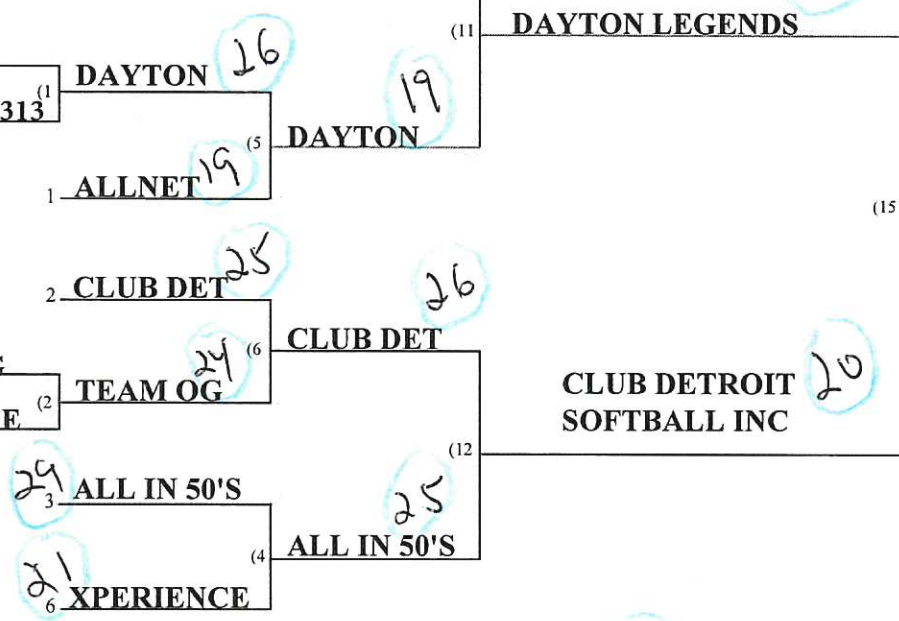 (11 DAYTON LEGENDS
DAYTON 26
(1
313
19
(5 DAYTON
1 ALLNET 19
(15
2 CLUB DET 25
26
(6 CLUB DET
24
(2 TEAM OG
E
CLUB DETROIT 20
SOFTBALL INC
(12
29
3 ALL IN 50'S
25
(4 ALL IN 50'S
21
6 XPERIENCE